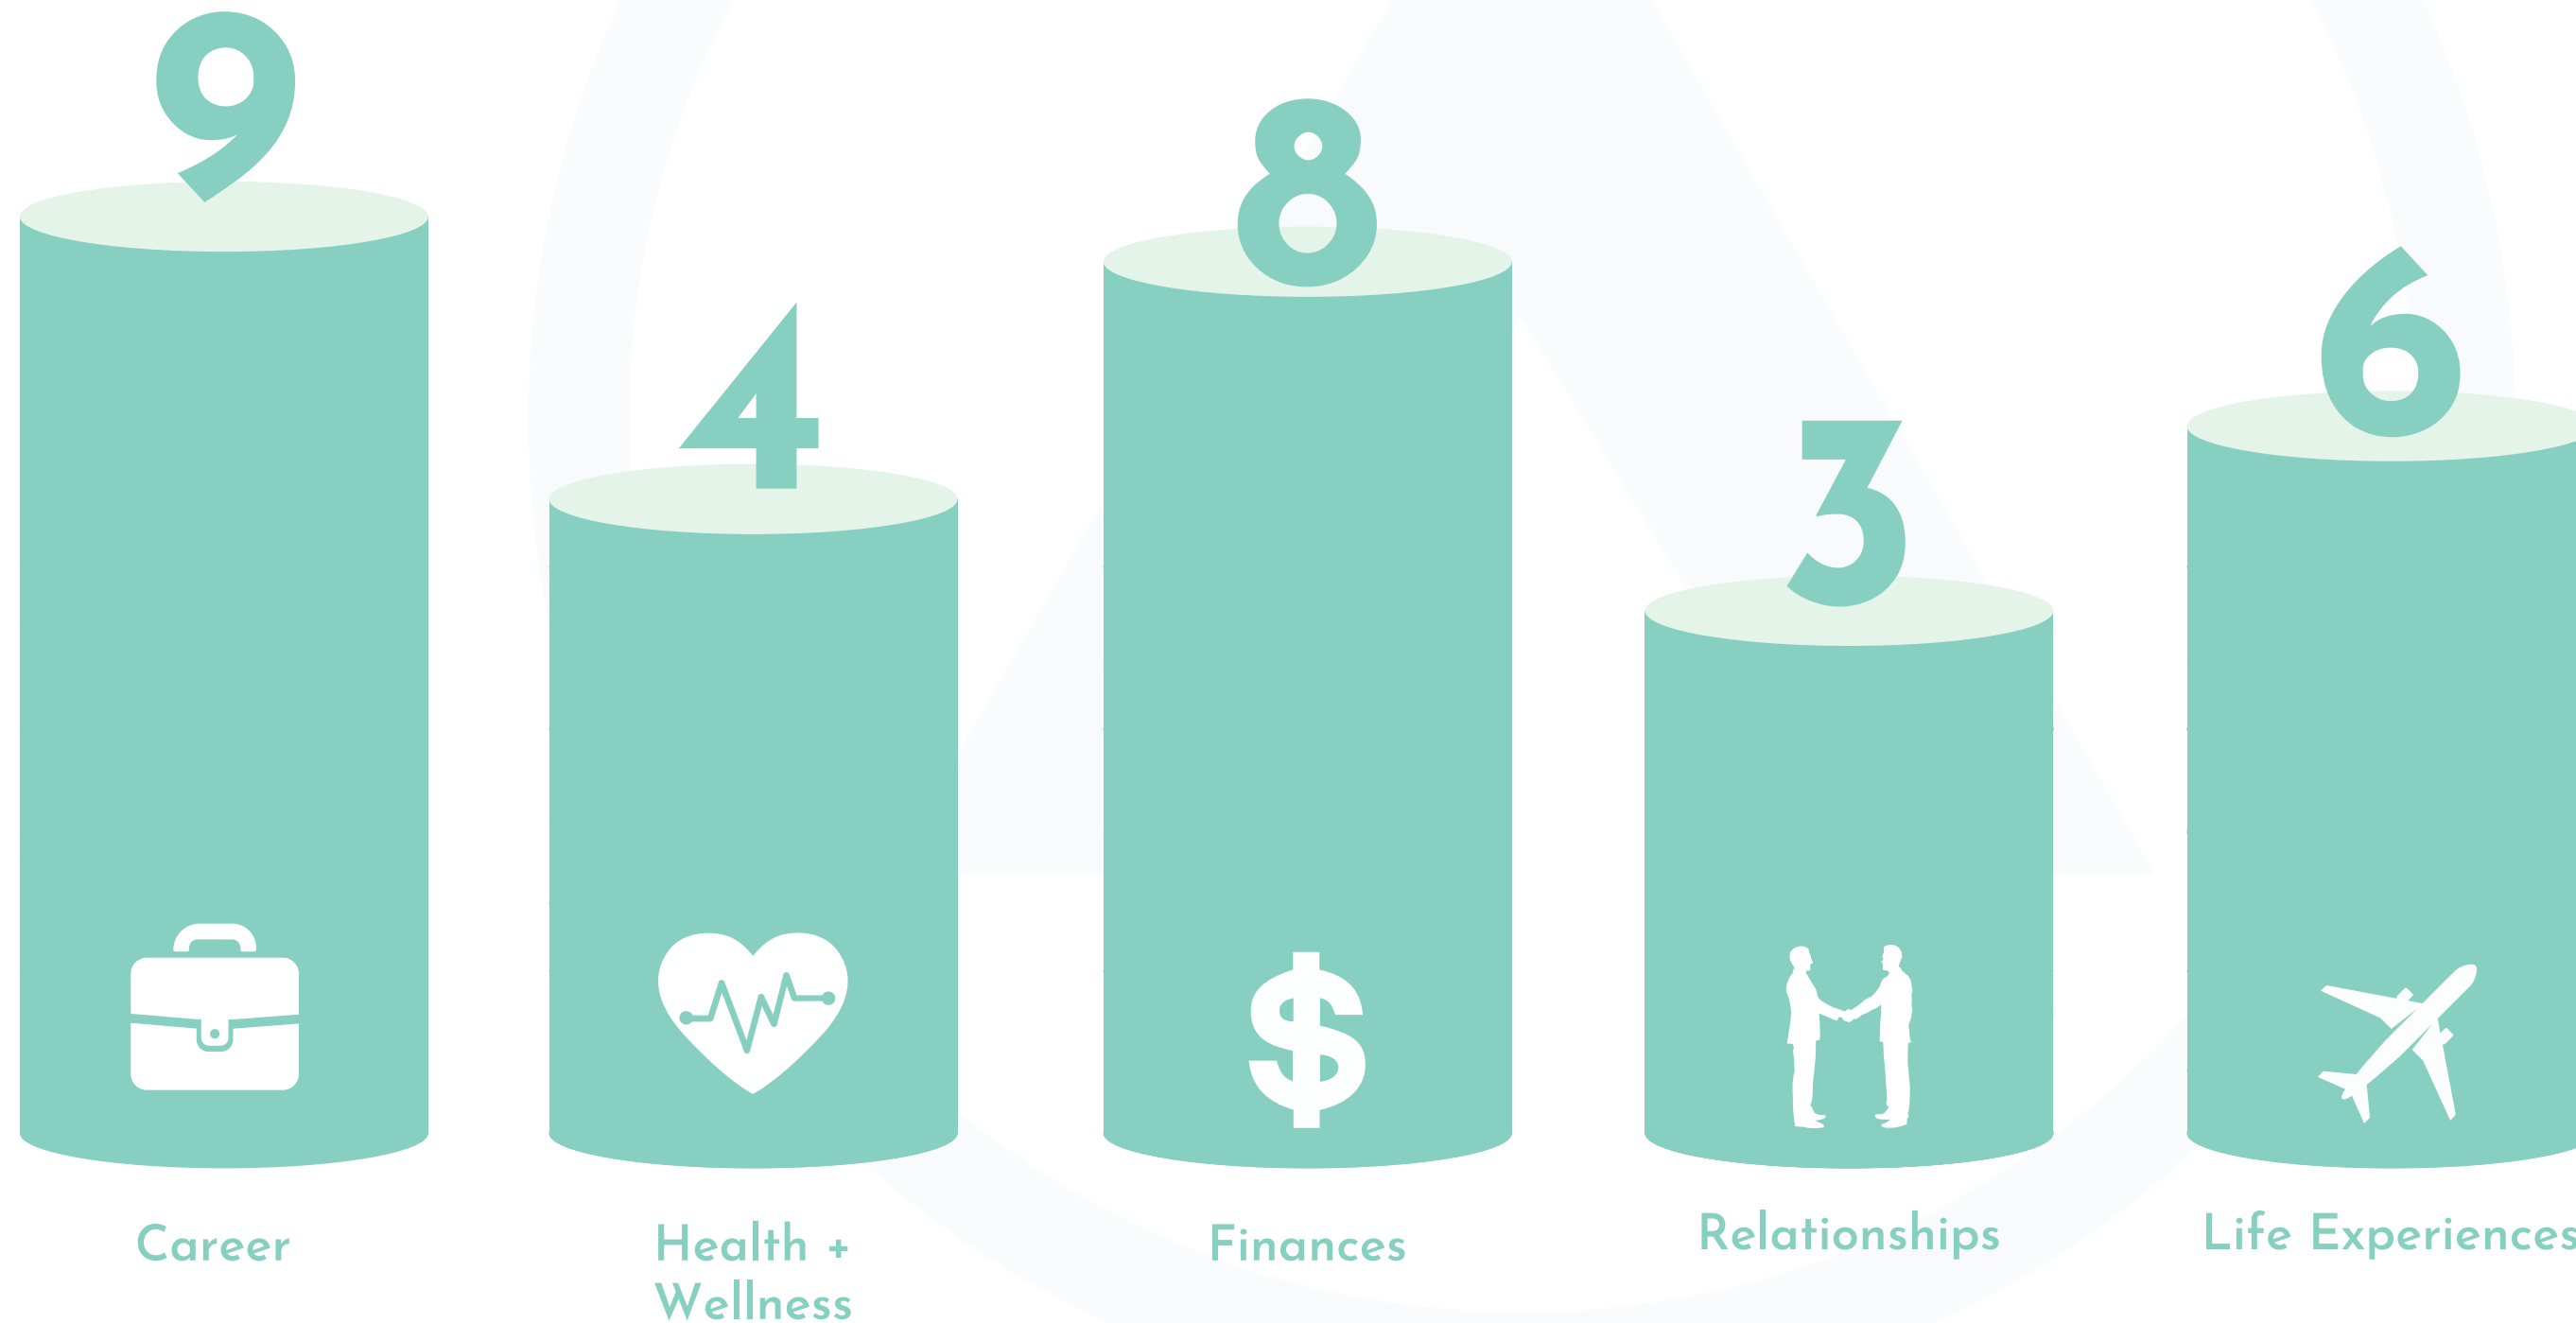 9
4
8
3
6
Career
Health +
Wellness
Finances
Relationships
Life Experiences